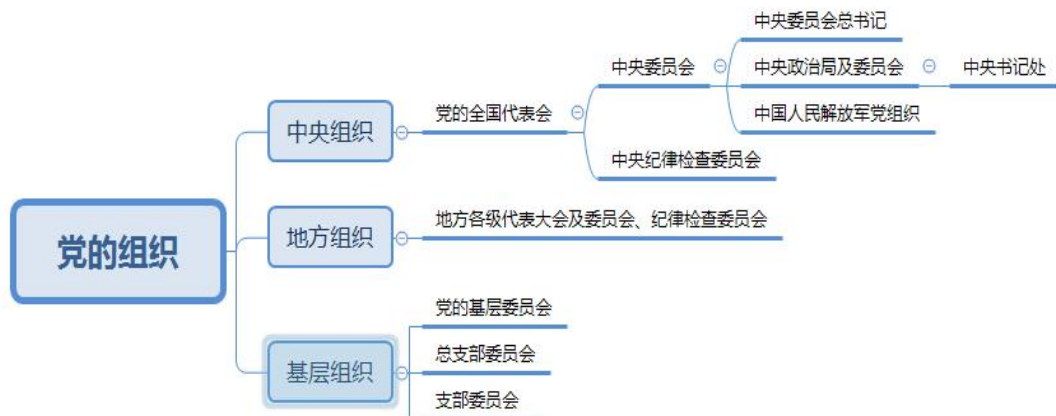 党的组织
中央组织
党的全国代表会
中央委员会
中央委员会总书记
中央政治局及委员会
中央书记处
中国人民解放军党组织
中央纪律检查委员会
地方组织
地方各级代表大会及委员会、纪律检查委员会
基层组织
党的基层委员会
总支部委员会
支部委员会